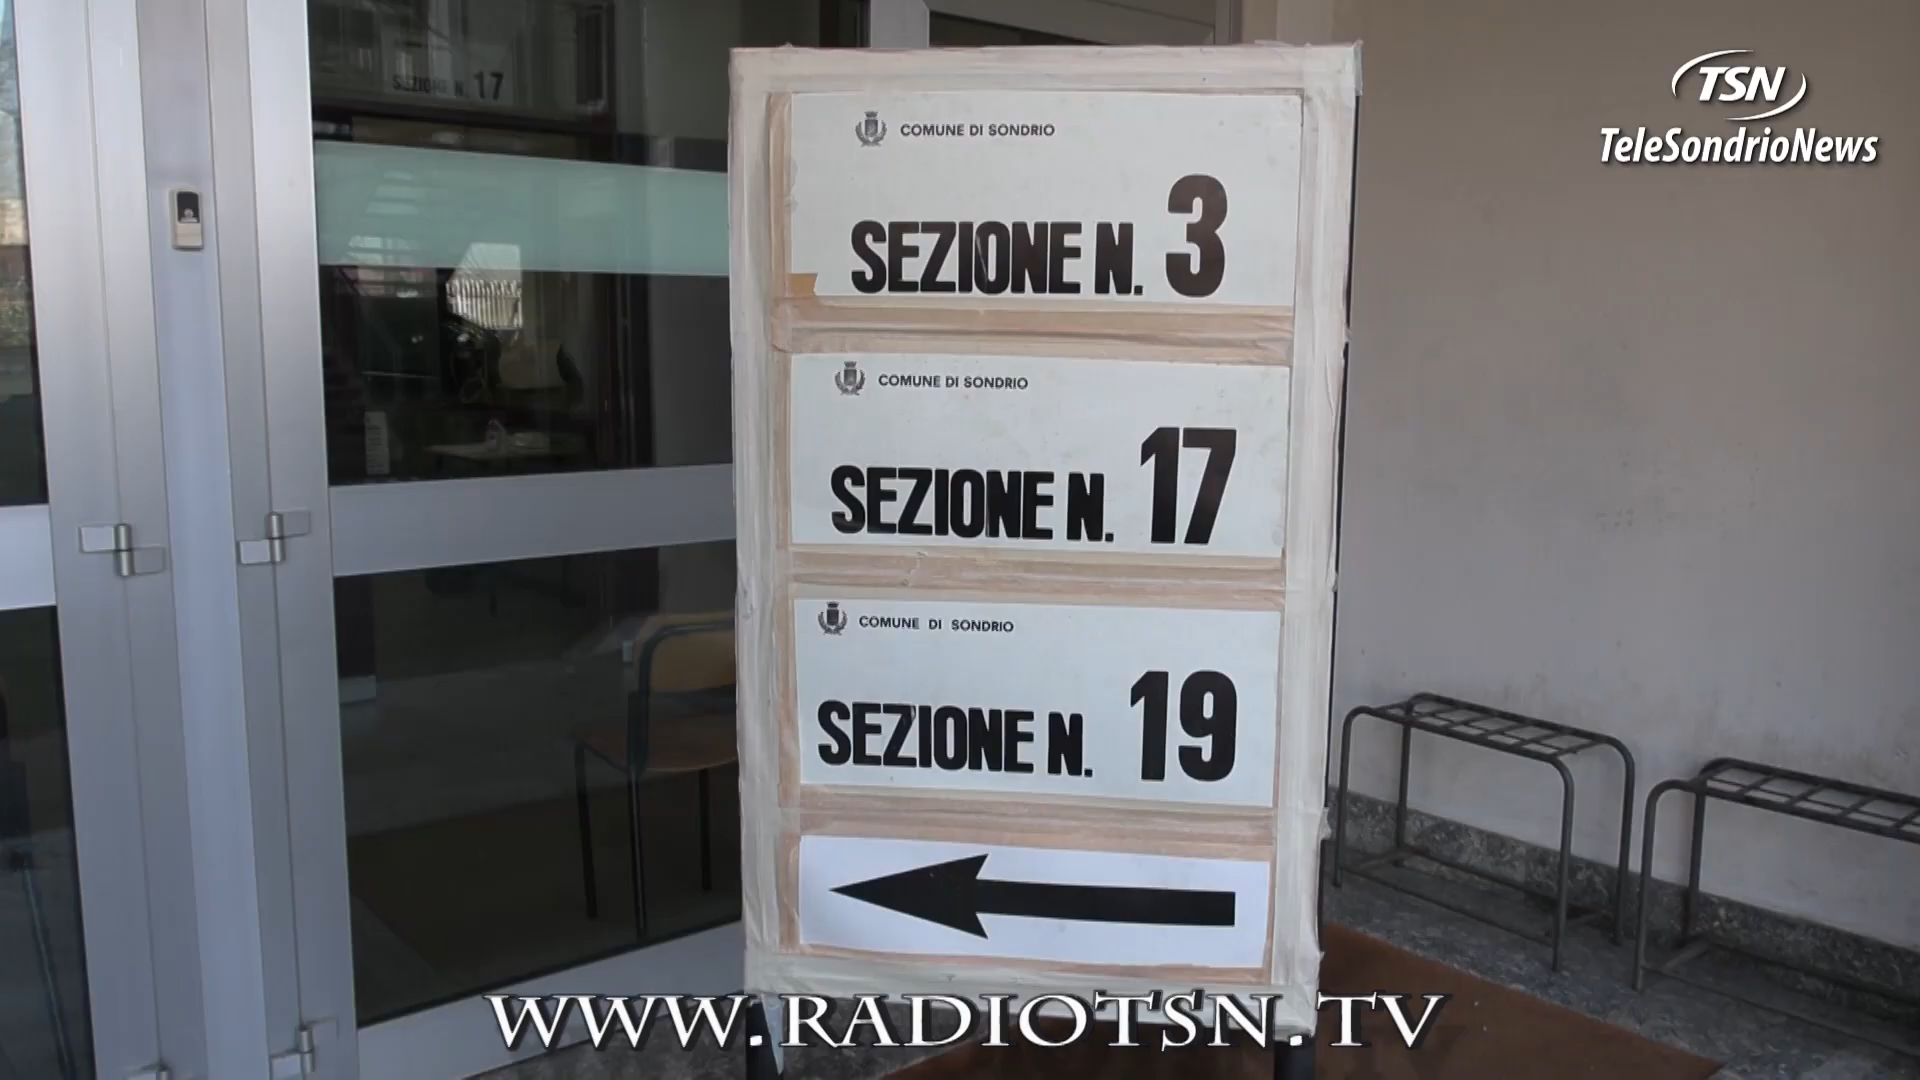 SEZIONE N. 17
TSN
TeleSondrioNews
COMUNE DI SONDRIO
SEZIONE N. 3
COMUNE DI SONDRIO
SEZIONE N. 17
COMUNE DI SONDRIO
SEZIONE N. 19
WWW.RADIOTSN.TV